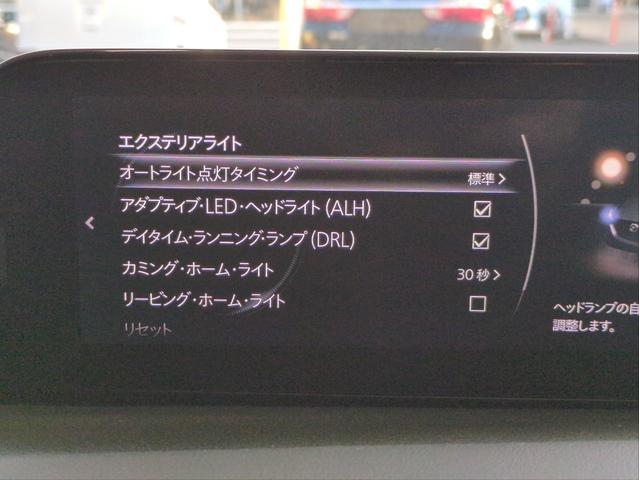 エクステリアライト
オートライト点灯タイミング 標準
アダプティブ・LED・ヘッドライト(ALH)
デイタイム・ランニング・ランプ(DRL)
カミング・ホーム・ライト 30秒
リービング・ホーム・ライト
リセット
ヘッドランプの自
調整します。